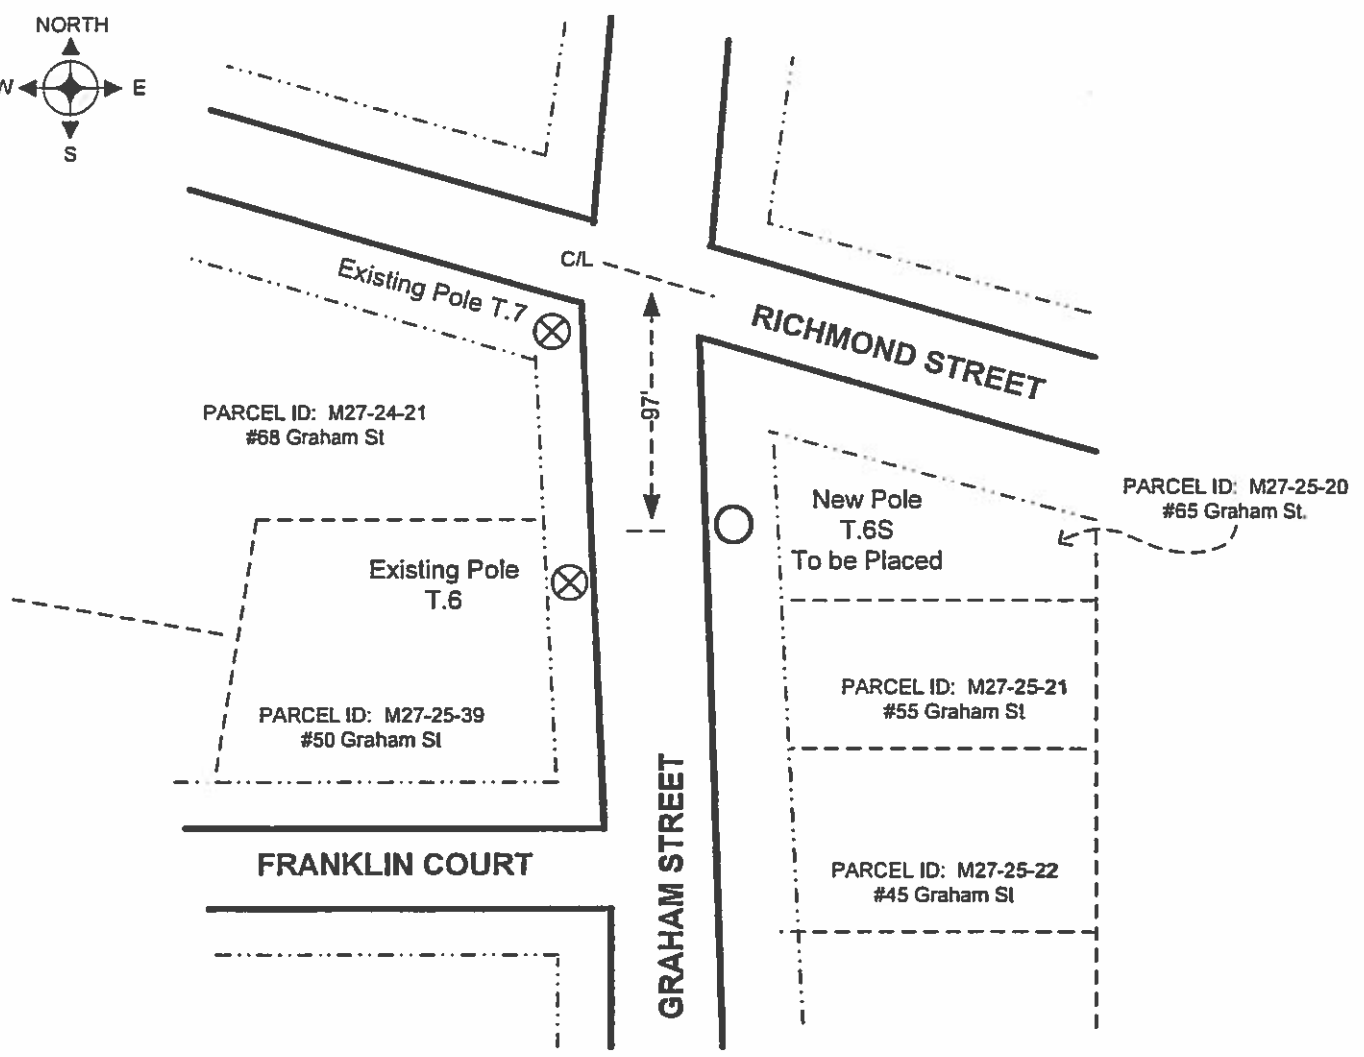 NORTH
W E
S
C/L
Existing Pole T.7
RICHMOND STREET
97'
PARCEL ID: M27-24-21
#68 Graham St
PARCEL ID: M27-25-20
#65 Graham St.
New Pole
T.6S
To be Placed
Existing Pole
T.6
PARCEL ID: M27-25-21
#55 Graham St
PARCEL ID: M27-25-39
#50 Graham St
GRAHAM STREET
FRANKLIN COURT
PARCEL ID: M27-25-22
#45 Graham St